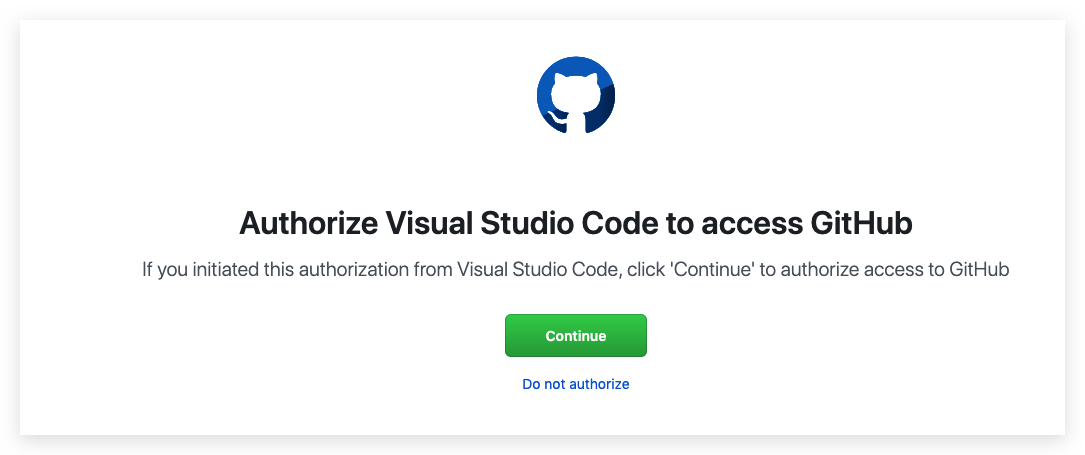 Authorize Visual Studio Code to access GitHub
If you initiated this authorization from Visual Studio Code, click 'Continue' to authorize access to GitHub
Continue
Do not authorize